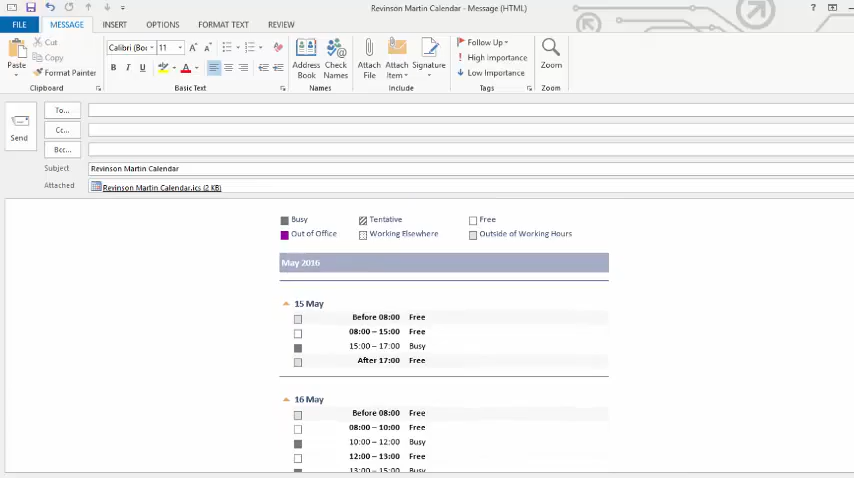 Revinson Martin Calendar - Message (HTML)
?
FILE MESSAGE INSERT OPTIONS FORMAT TEXT REVIEW
Paste
Cut
Copy
Format Painter
Clipboard
Calibri (Boc 11 A A
B I U A
Basic Text
Address Book
Check Names
Names
Attach File
Attach Item
Signature
Include
Follow Up
High Importance
Low Importance
Tags
Zoom
Zoom
Send
To...
Cc...
Bcc...
Subject Revinson Martin Calendar
Attached Revinson Martin Calendar.ics (2 KB)
Busy Tentative Free
Out of Office Working Elsewhere Outside of Working Hours
May 2016
15 May
Before 08:00 Free
08:00 – 15:00 Free
15:00 – 17:00 Busy
After 17:00 Free
16 May
Before 08:00 Free
08:00 – 10:00 Free
10:00 – 12:00 Busy
12:00 – 13:00 Free
13:00 – 15:00 Busy